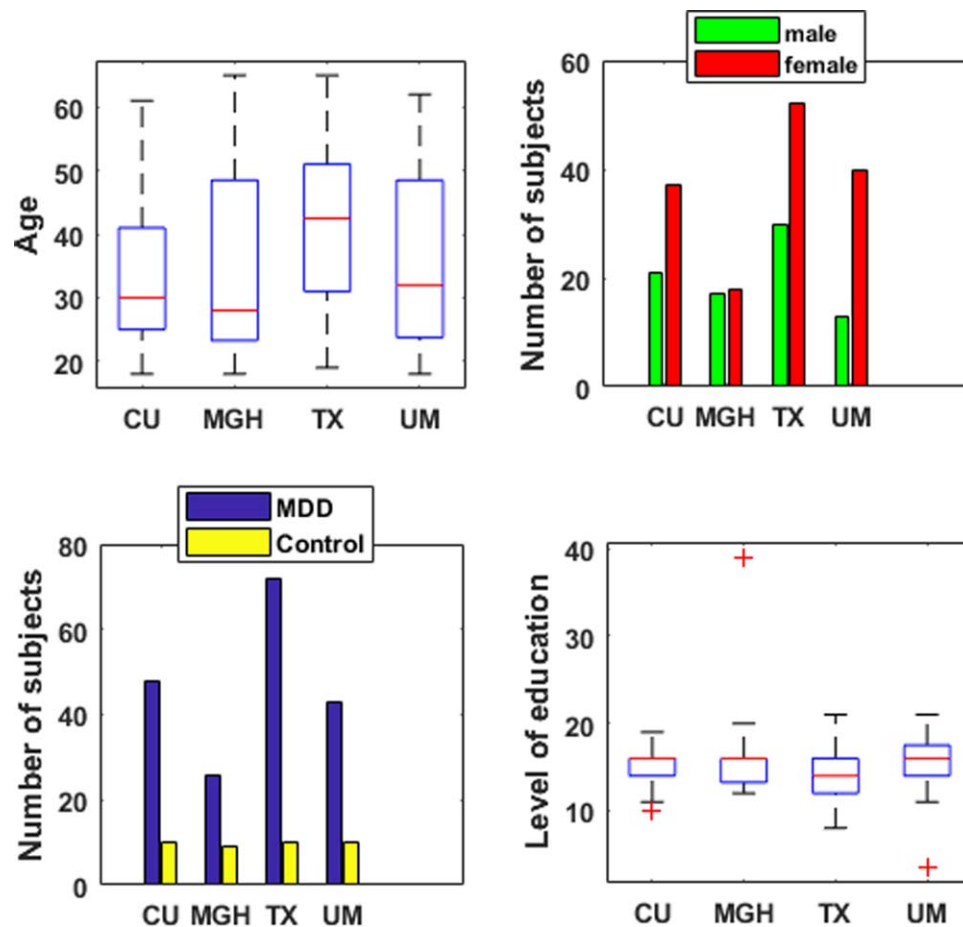 Age
60
50
40
30
20
CU MGH TX UM
male
female
Number of subjects
60
40
20
0
CU MGH TX UM
MDD
Control
Number of subjects
80
60
40
20
0
CU MGH TX UM
Level of education
40
30
20
10
CU MGH TX UM